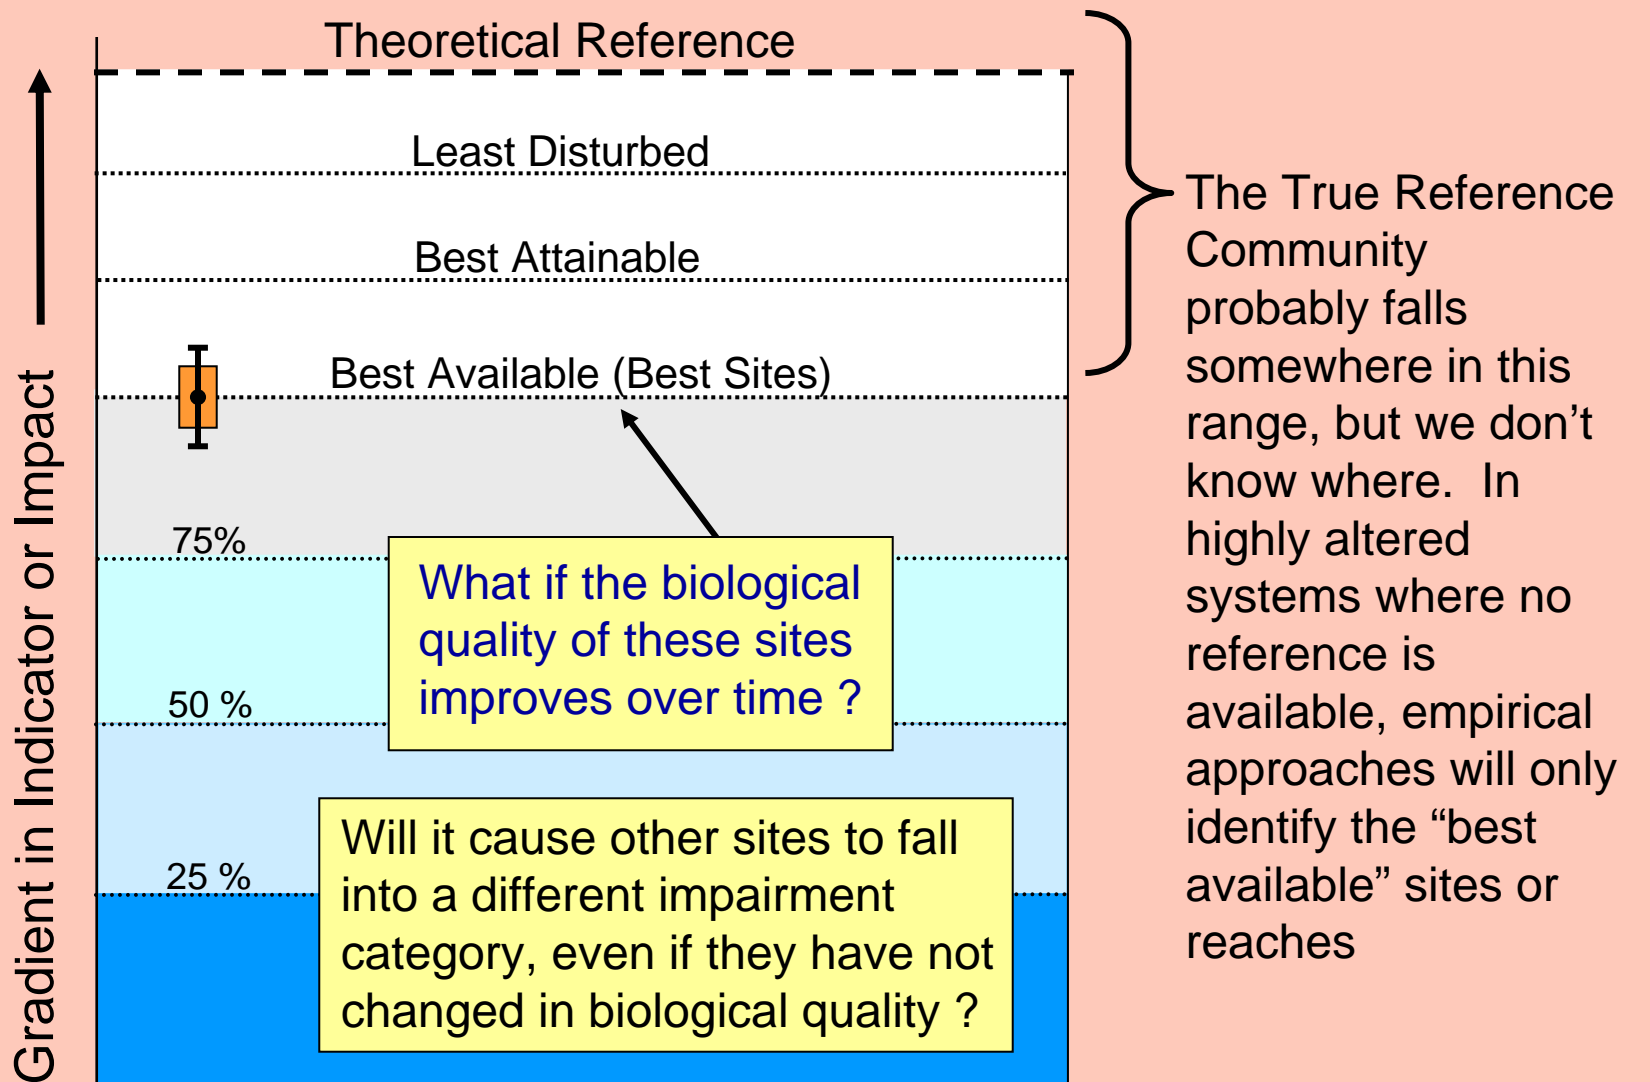 Theoretical Reference
Least Disturbed
Best Attainable
Best Available (Best Sites)
75%
50 %
25 %
Gradient in Indicator or Impact
What if the biological
quality of these sites
improves over time ?
Will it cause other sites to fall
into a different impairment
category, even if they have not
changed in biological quality ?
The True Reference
Community
probably falls
somewhere in this
range, but we don’t
know where.  In
highly altered
systems where no
reference is
available, empirical
approaches will only
identify the “best
available” sites or
reaches